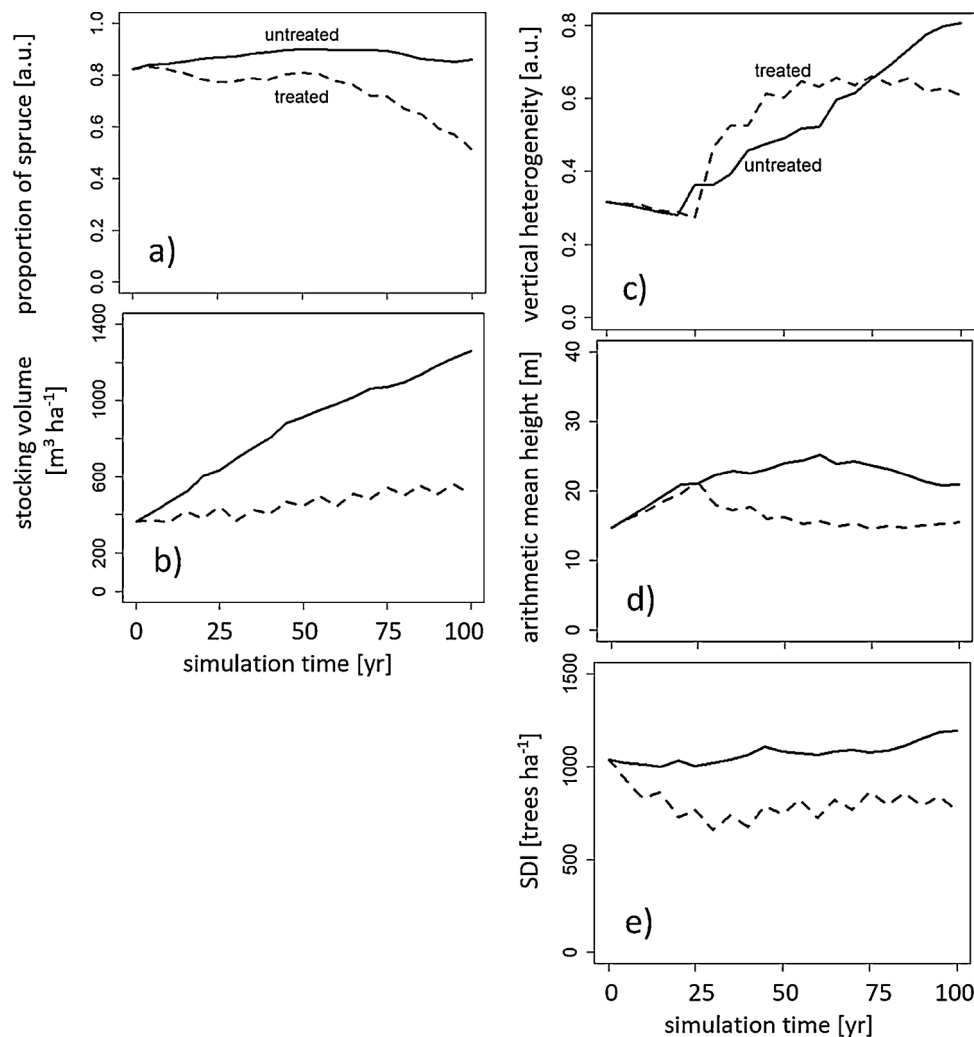 proportion of spruce [a.u.]
1.0
0.8
0.6
0.4
0.2
0.0
untreated
treated
a)
stocking volume
[m³ ha⁻¹]
1400
1000
600
400
200
0
b)
0 25 50 75 100
simulation time [yr]
vertical heterogeneity [a.u.]
0.8
0.6
0.4
0.2
0.0
treated
untreated
c)
arithmetic mean height [m]
40
30
20
10
0
d)
SDI [trees ha⁻¹]
1500
1000
500
0
e)
0 25 50 75 100
simulation time [yr]